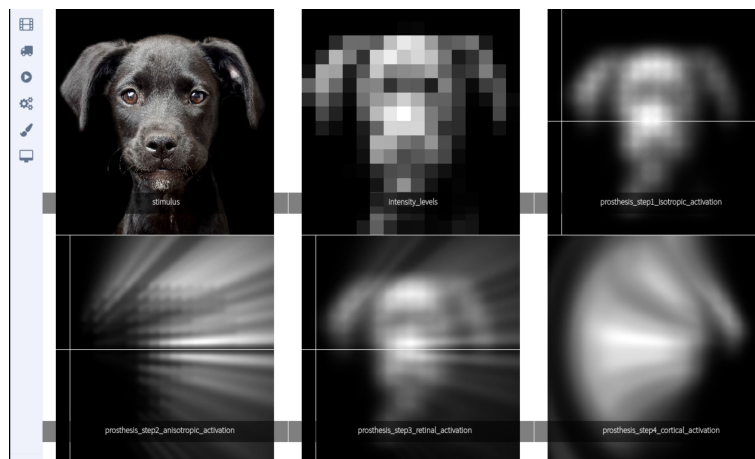 stimulus
intensity_levels
prosthesis_step1_isotropic_activation
prosthesis_step2_anisotropic_activation
prosthesis_step3_retinal_activation
prosthesis_step4_cortical_activation